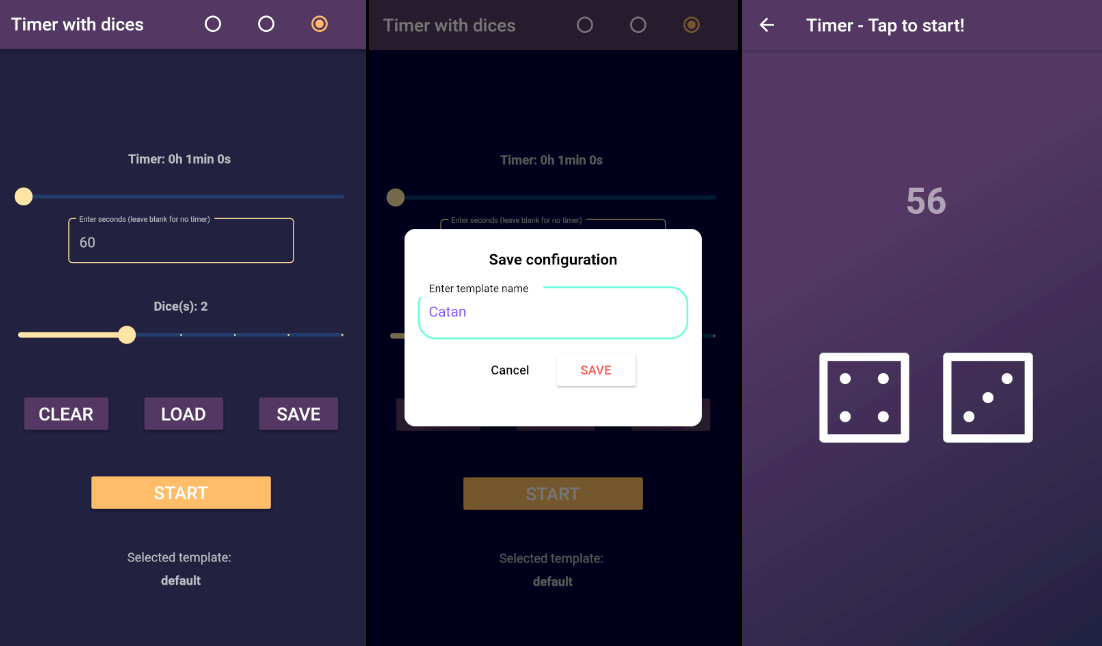 Timer with dices
Timer: 0h 1min 0s
Enter seconds (leave blank for no timer)
60
Dice(s): 2
CLEAR LOAD SAVE
START
Selected template:
default
Timer with dices
Timer: 0h 1min 0s
Enter seconds (leave blank for no timer)
Save configuration
Enter template name
Catan
Cancel SAVE
START
Selected template:
default
Timer - Tap to start!
56